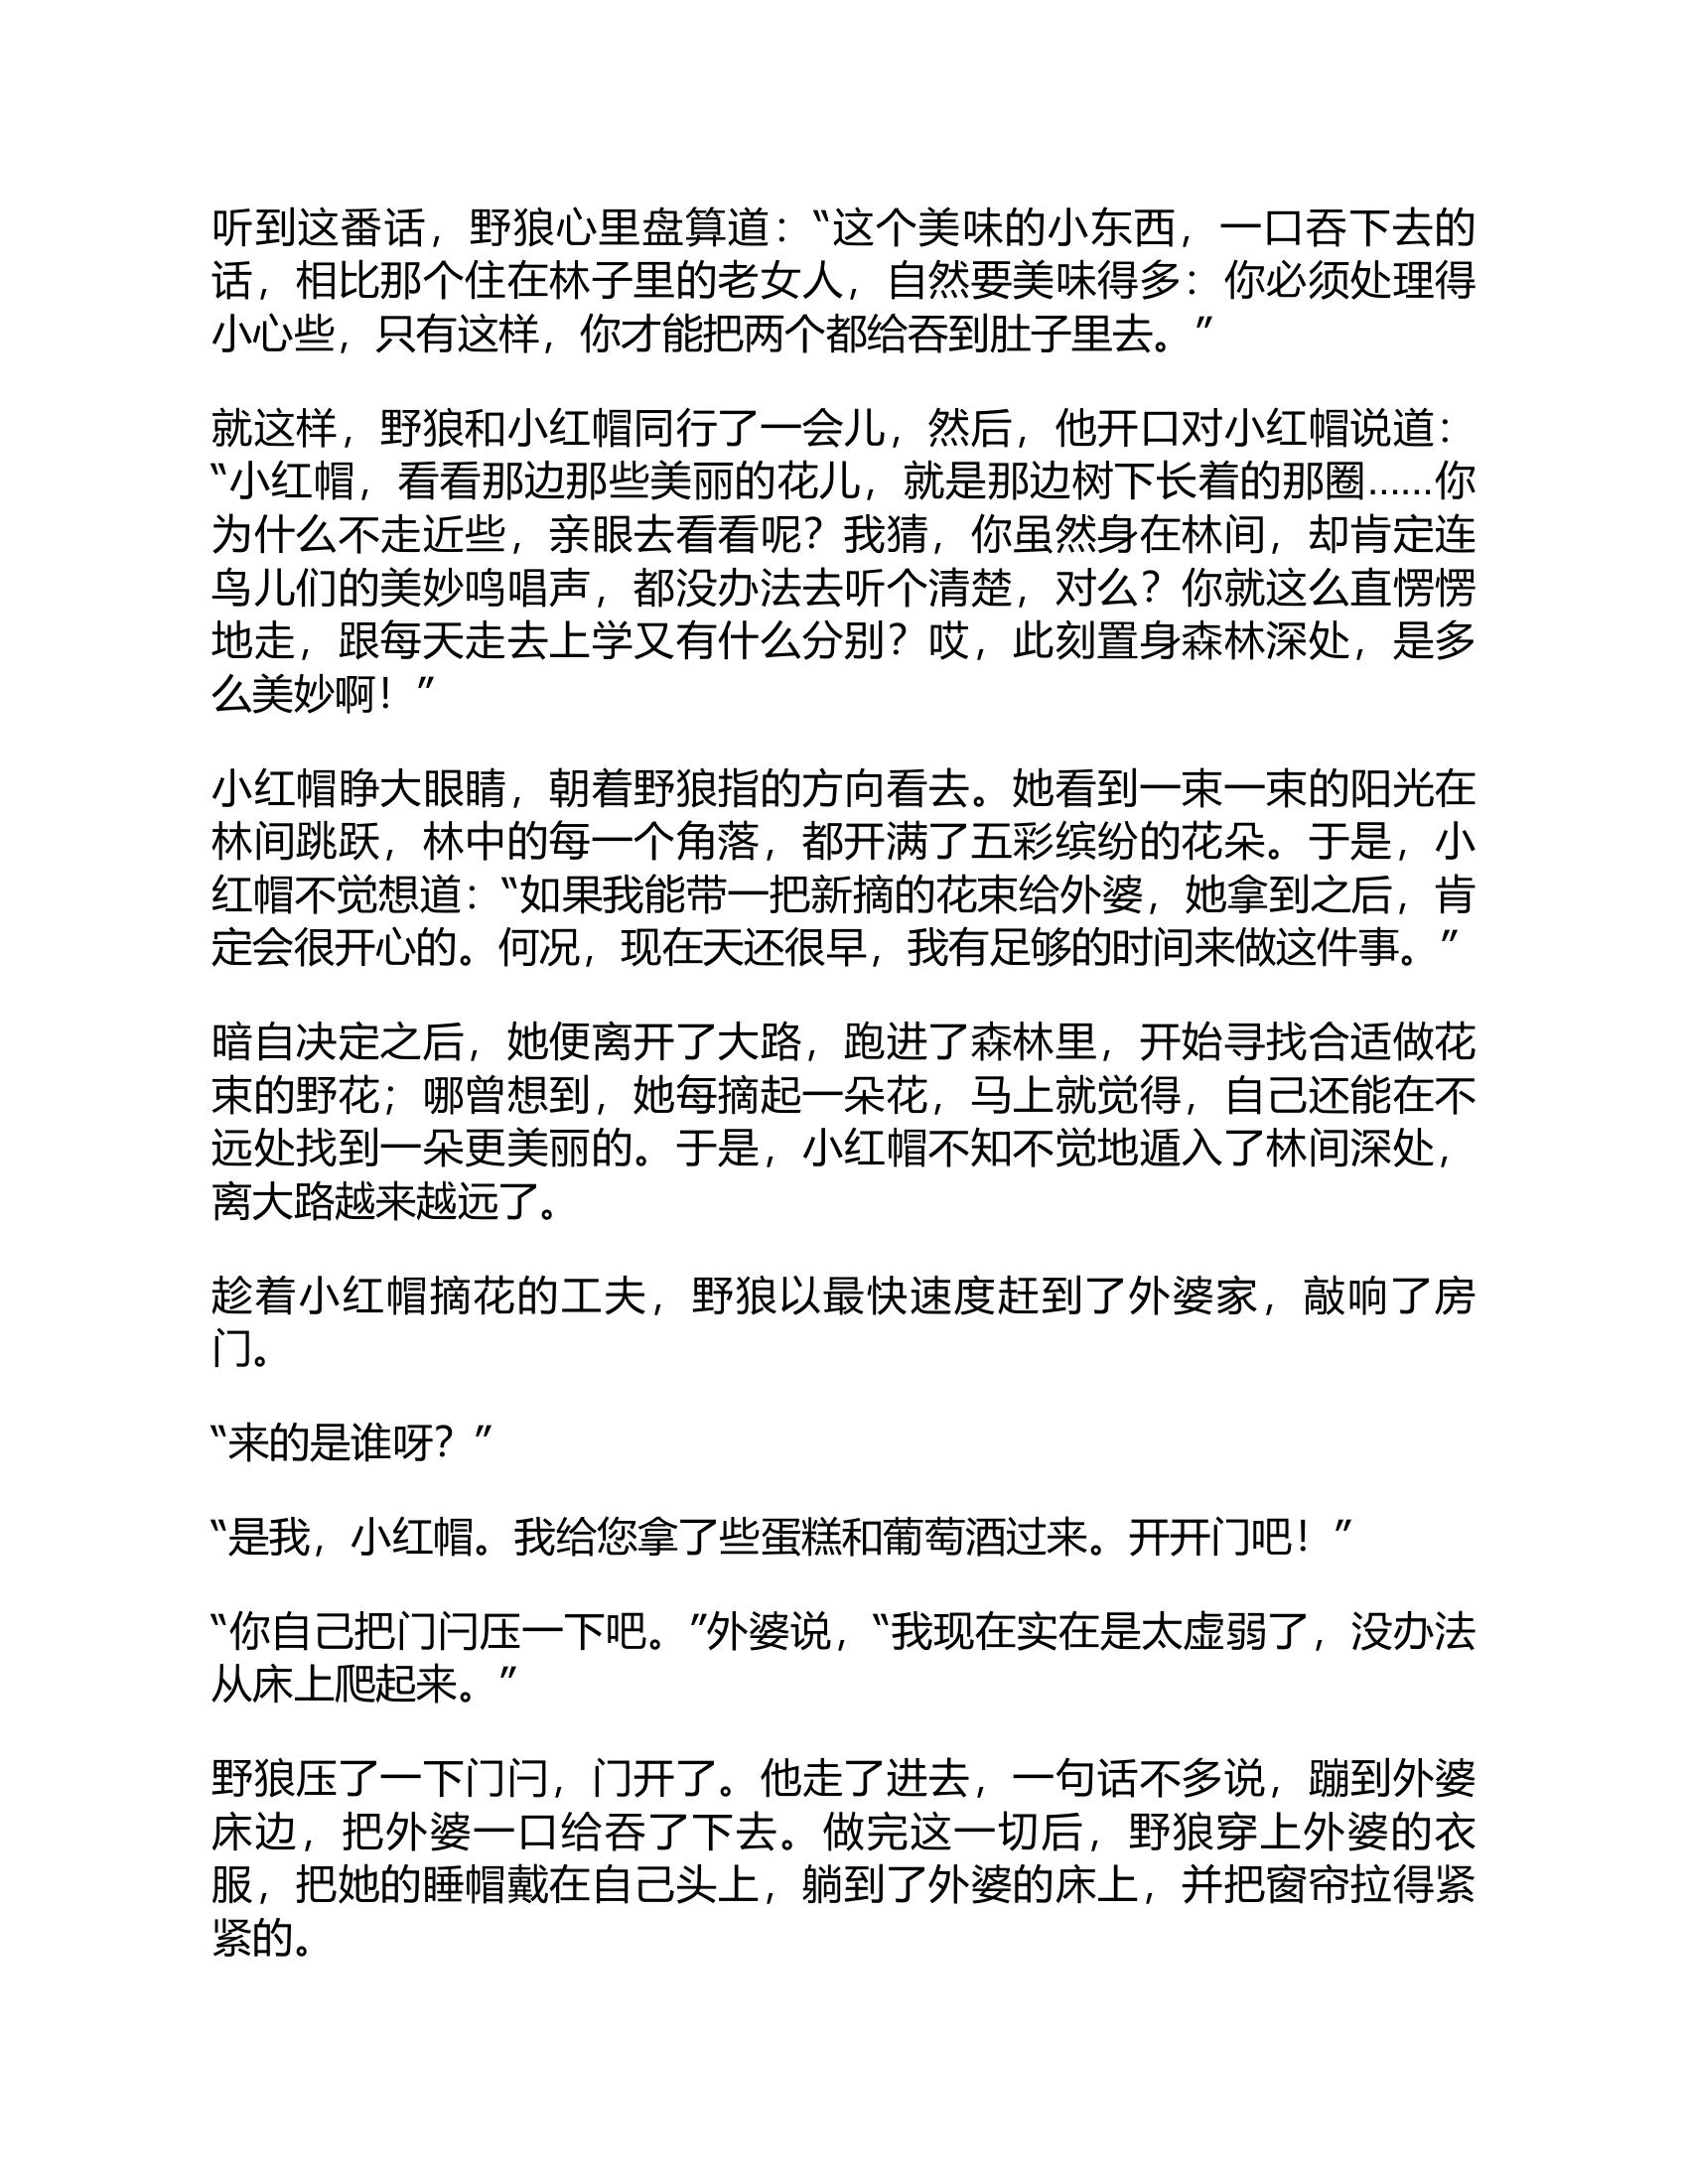 听到这番话，野狼心里盘算道：“这个美味的小东西，一口吞下去的
话，相比那个住在林子里的老女人，自然要美味得多：你必须处理得
小心些，只有这样，你才能把两个都给吞到肚子里去。”
就这样，野狼和小红帽同行了一会儿，然后，他开口对小红帽说道：
“小红帽，看看那边那些美丽的花儿，就是那边树下长着的那圈……你
为什么不走近些，亲眼去看看呢？我猜，你虽然身在林间，却肯定连
鸟儿们的美妙鸣唱声，都没办法去听个清楚，对么？你就这么直愣愣
地走，跟每天走去上学又有什么分别？哎，此刻置身森林深处，是多
么美妙啊！”
小红帽睁大眼睛，朝着野狼指的方向看去。她看到一束一束的阳光在
林间跳跃，林中的每一个角落，都开满了五彩缤纷的花朵。于是，小
红帽不觉想道：“如果我能带一把新摘的花束给外婆，她拿到之后，肯
定会很开心的。何况，现在天还很早，我有足够的时间来做这件事。”
暗自决定之后，她便离开了大路，跑进了森林里，开始寻找合适做花
束的野花；哪曾想到，她每摘起一朵花，马上就觉得，自己还能在不
远处找到一朵更美丽的。于是，小红帽不知不觉地遁入了林间深处，
离大路越来越远了。
趁着小红帽摘花的工夫，野狼以最快速度赶到了外婆家，敲响了房
门。
“来的是谁呀？”
“是我，小红帽。我给您拿了些蛋糕和葡萄酒过来。开开门吧！”
“你自己把门闩压一下吧。”外婆说，“我现在实在是太虚弱了，没办法
从床上爬起来。”
野狼压了一下门闩，门开了。他走了进去，一句话不多说，蹦到外婆
床边，把外婆一口给吞了下去。做完这一切后，野狼穿上外婆的衣
服，把她的睡帽戴在自己头上，躺到了外婆的床上，并把窗帘拉得紧
紧的。